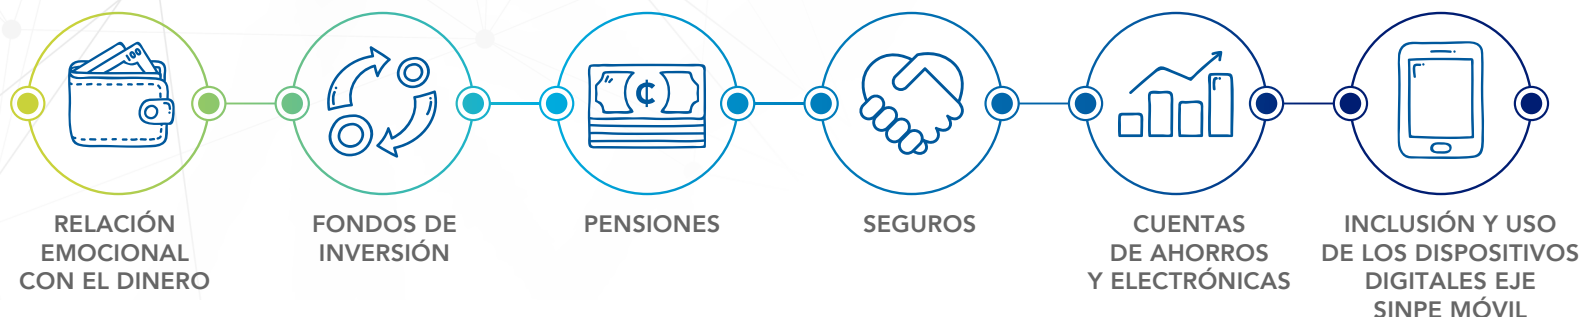 100
₡
RELACIÓN
EMOCIONAL
CON EL DINERO
FONDOS DE
INVERSIÓN
PENSIONES
SEGUROS
CUENTAS
DE AHORROS
Y ELECTRÓNICAS
INCLUSIÓN Y USO
DE LOS DISPOSITIVOS
DIGITALES EJE
SINPE MÓVIL